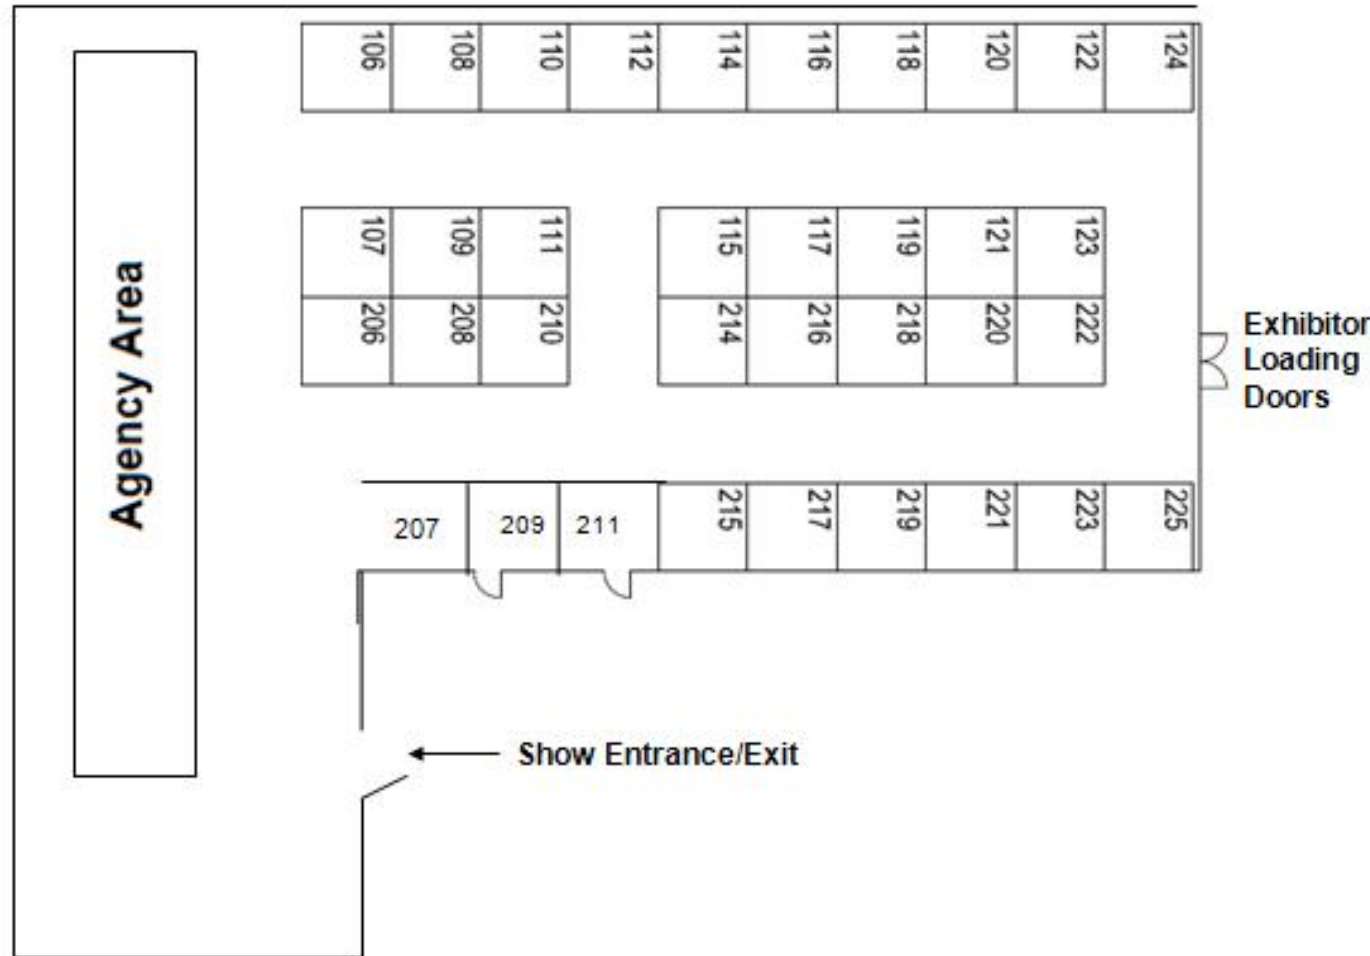 106 108 110 112 114 116 118 120 122 124
107 109 111 115 117 119 121 123
206 208 210 214 216 218 220 222
Agency Area
Exhibitor
Loading
Doors
207 209 211 215 217 219 221 223 225
Show Entrance/Exit